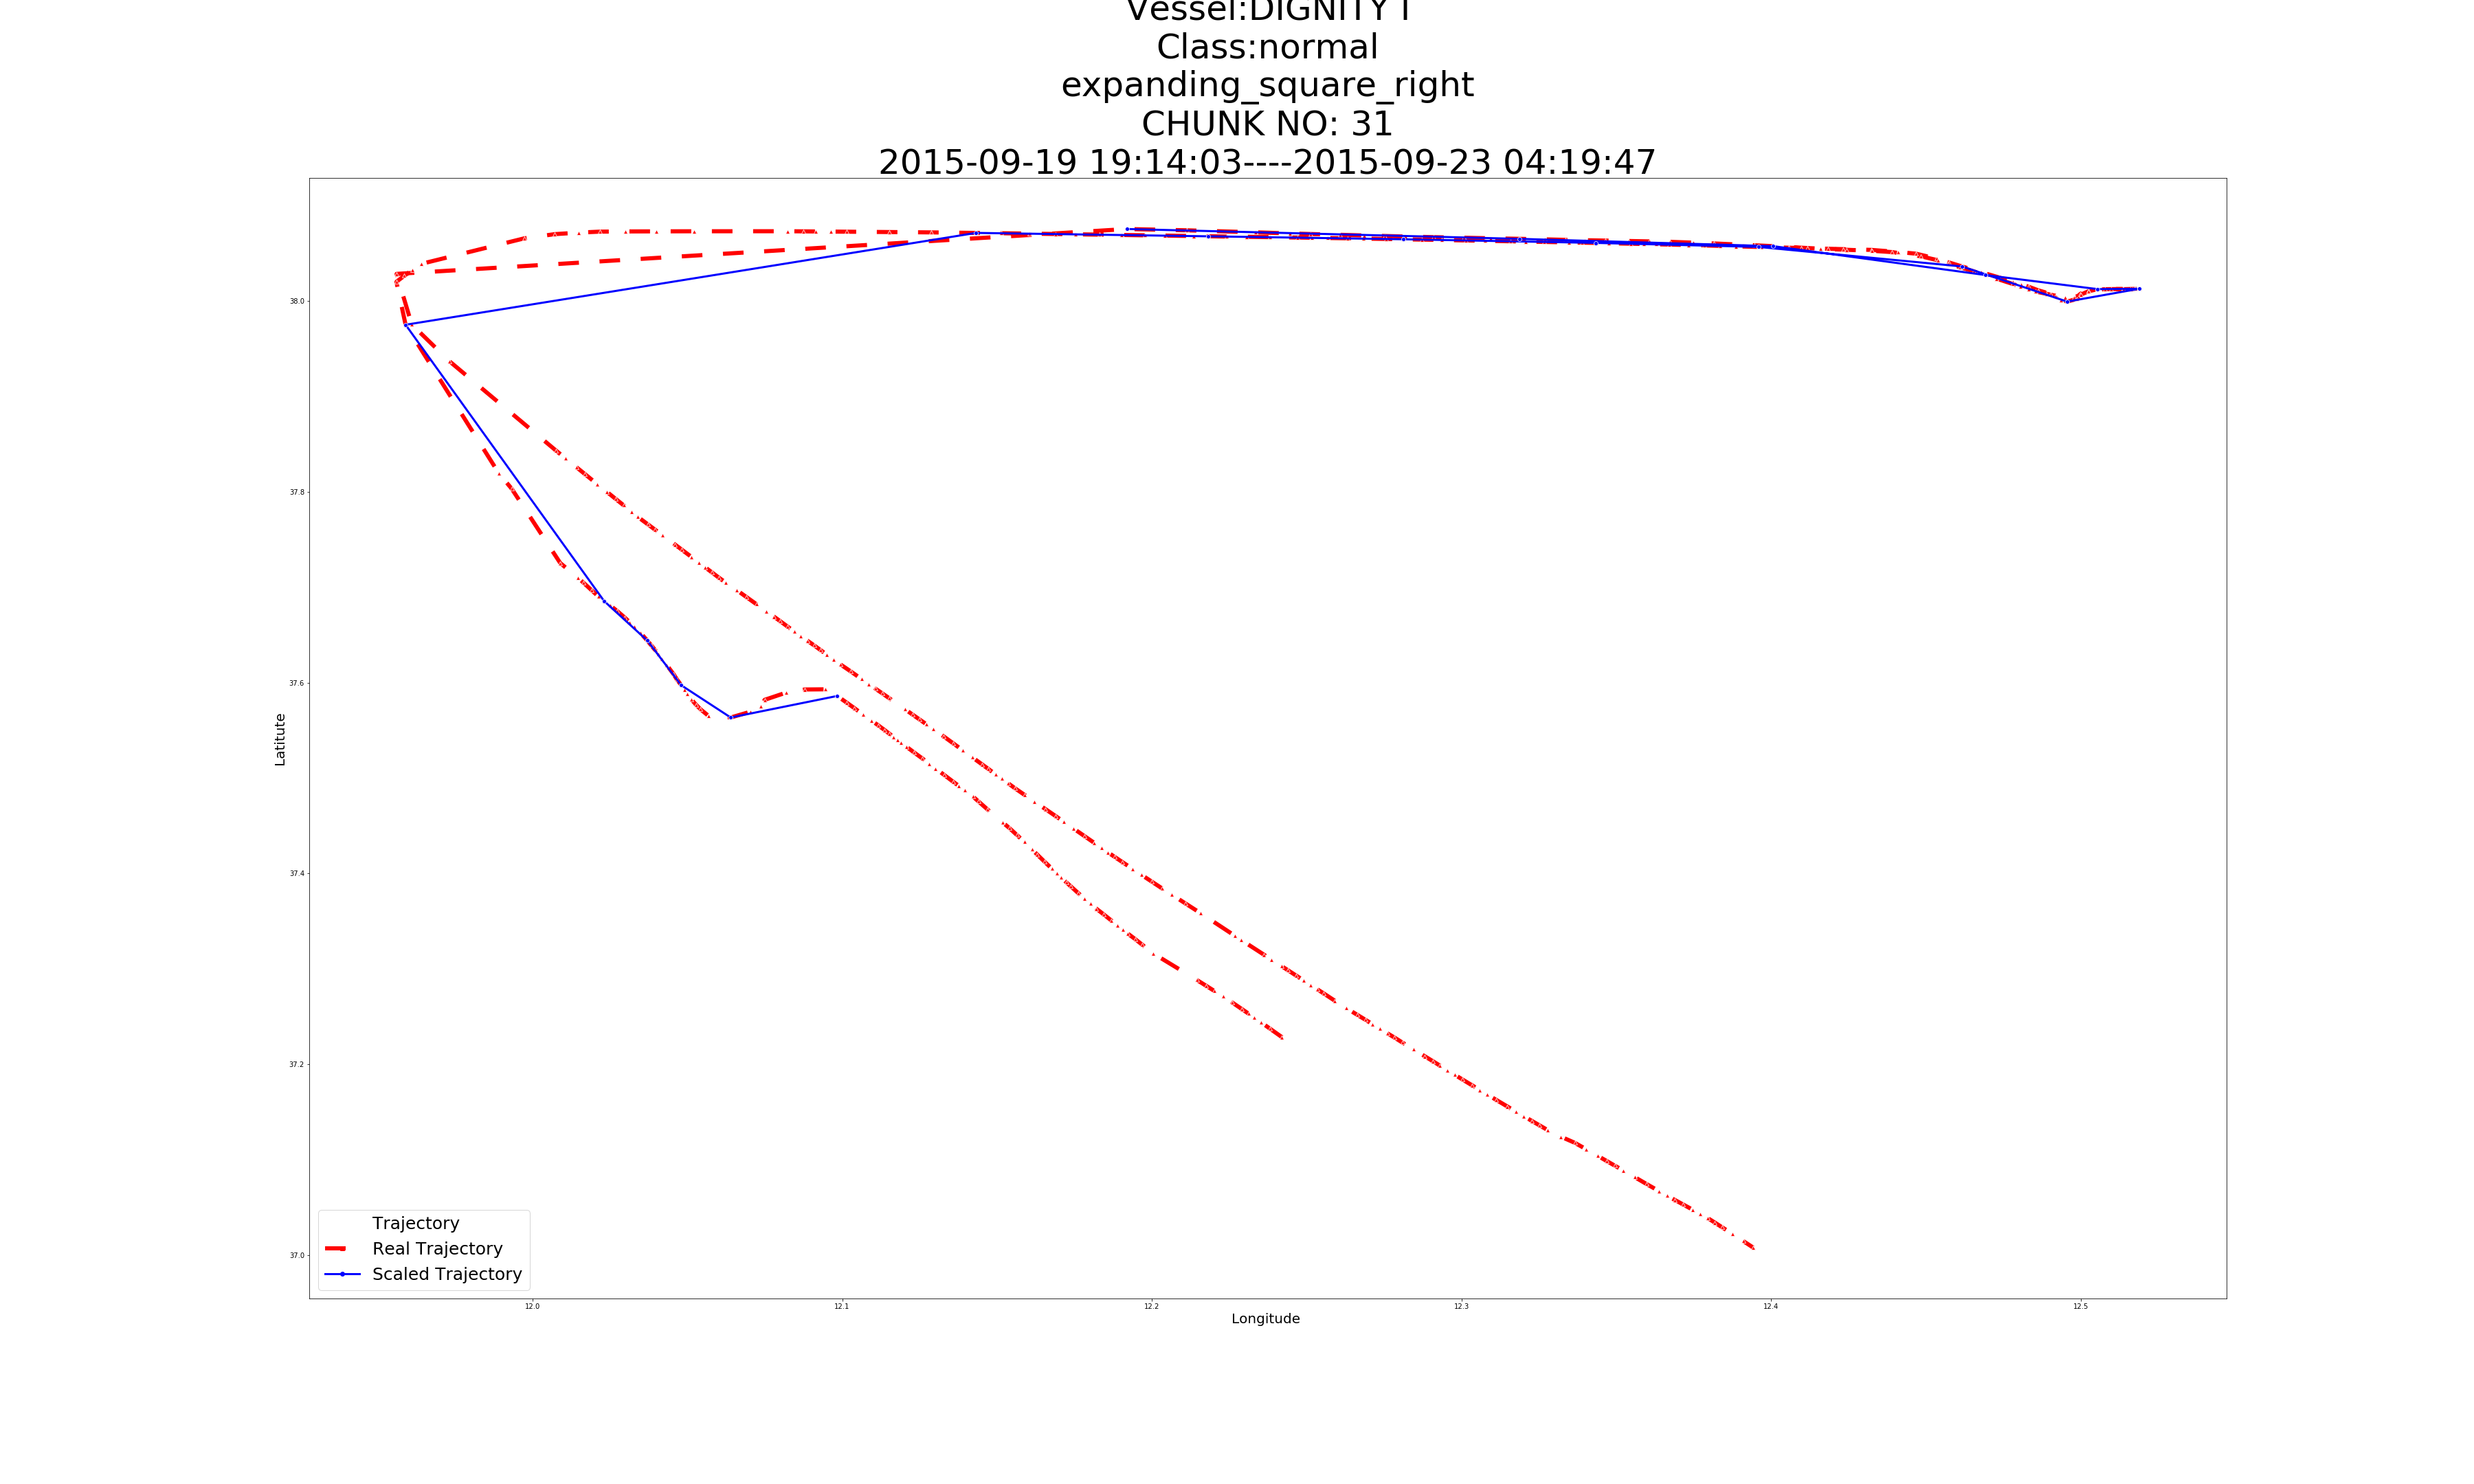 Vessel:DIGNITY I
Class:normal
expanding_square_right
CHUNK NO: 31
2015-09-19 19:14:03----2015-09-23 04:19:47
38.0
37.8
37.6
37.4
37.2
37.0
Latitute
Trajectory
Real Trajectory
Scaled Trajectory
12.0
12.1
12.2
12.3
12.4
12.5
Longitude